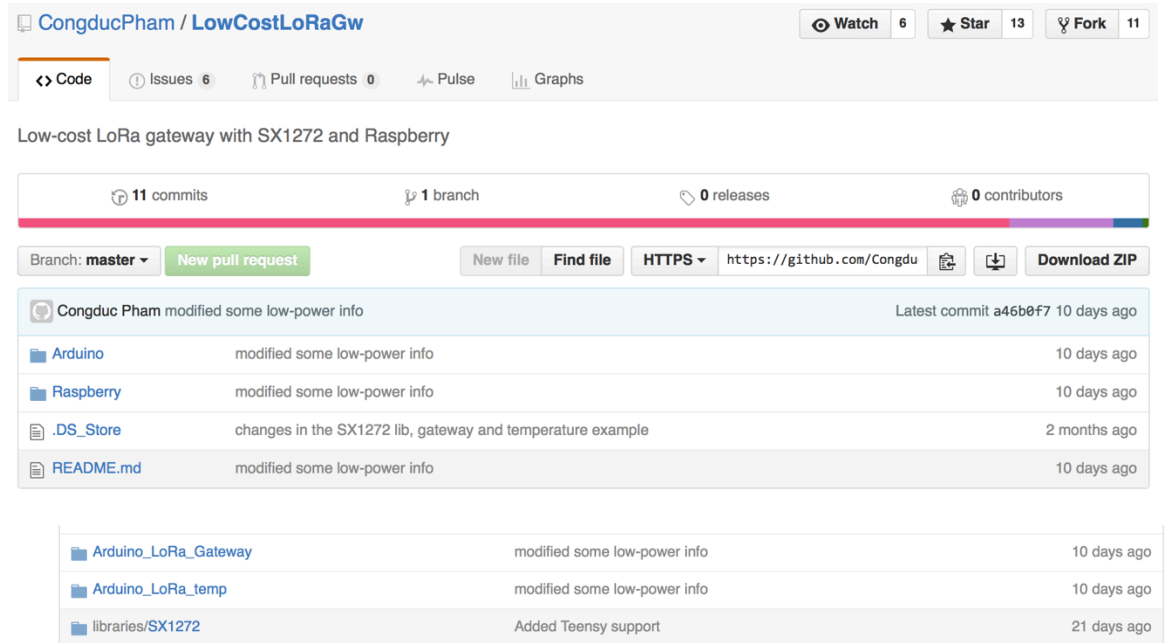 CongducPham / LowCostLoRaGw Watch 6 Star 13 Fork 11
Code Issues 6 Pull requests 0 Pulse Graphs
Low-cost LoRa gateway with SX1272 and Raspberry
11 commits 1 branch 0 releases 0 contributors
Branch: master New pull request New file Find file HTTPS https://github.com/Congdu Download ZIP
Congduc Pham modified some low-power info Latest commit a46b0f7 10 days ago
Arduino modified some low-power info 10 days ago
Raspberry modified some low-power info 10 days ago
.DS_Store changes in the SX1272 lib, gateway and temperature example 2 months ago
README.md modified some low-power info 10 days ago
Arduino_LoRa_Gateway modified some low-power info 10 days ago
Arduino_LoRa_temp modified some low-power info 10 days ago
libraries/SX1272 Added Teensy support 21 days ago